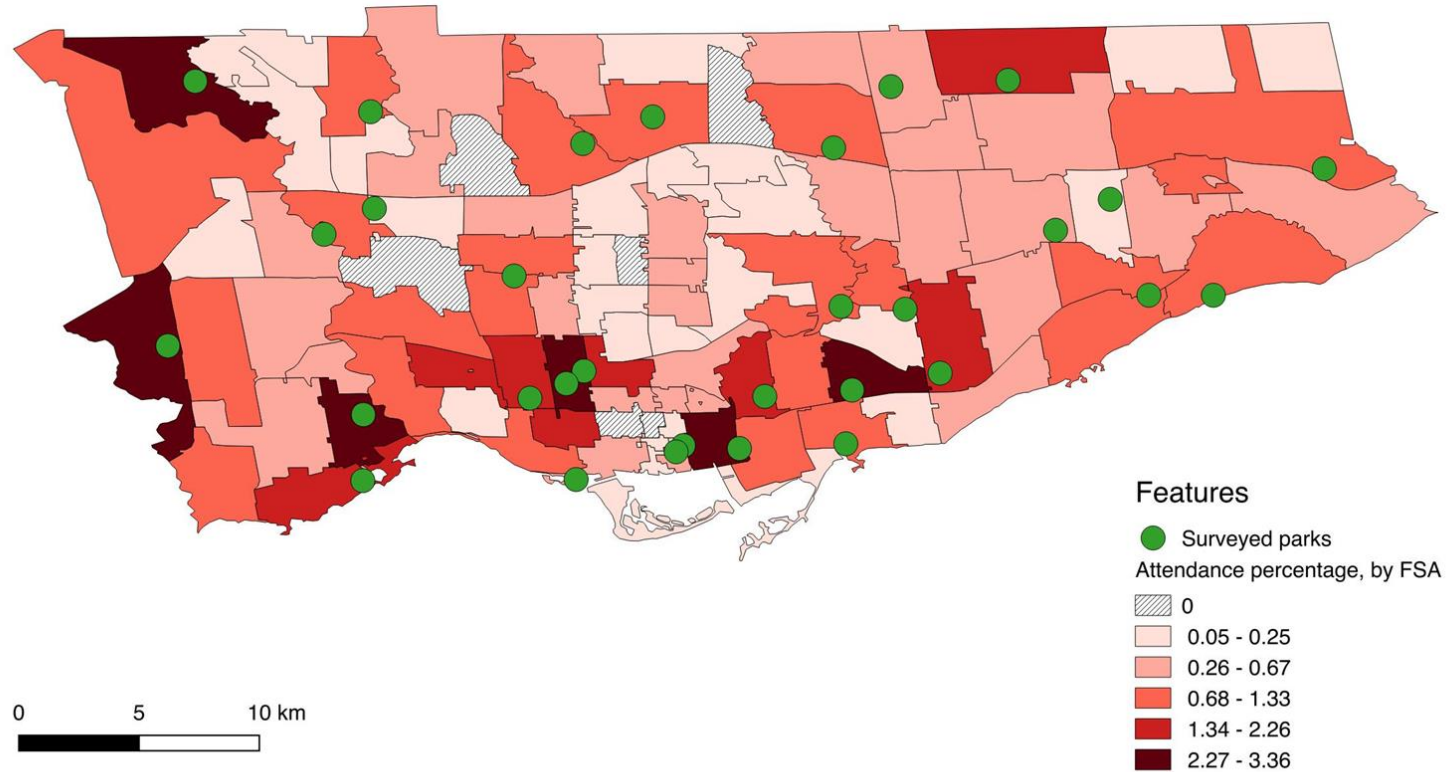 Features
Surveyed parks
Attendance percentage, by FSA
0
0.05 - 0.25
0.26 - 0.67
0.68 - 1.33
1.34 - 2.26
2.27 - 3.36
0 5 10 km